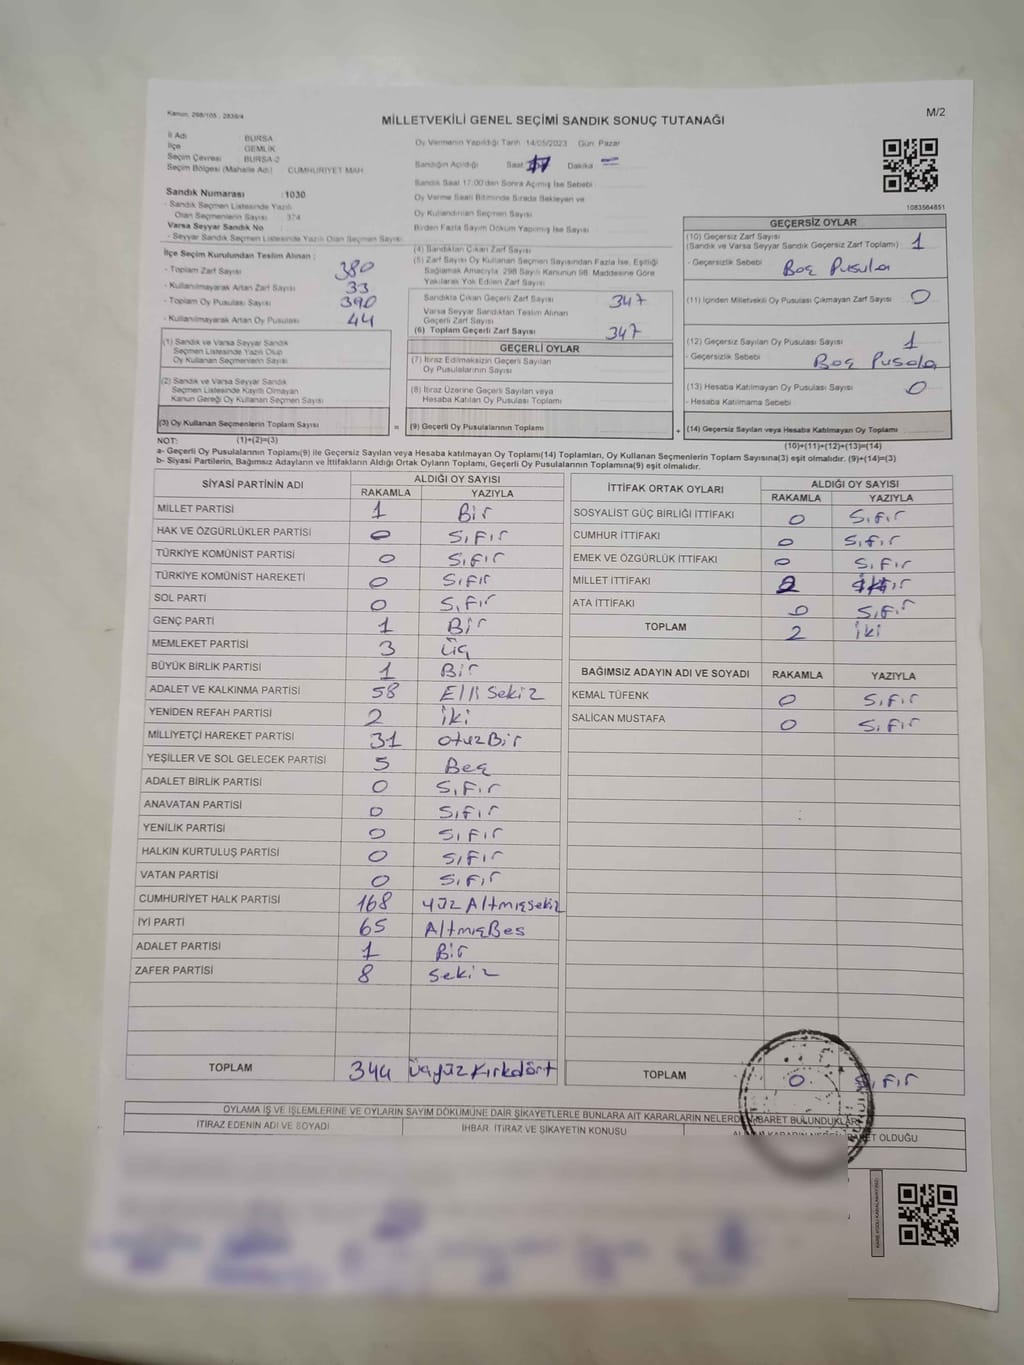 Kanun, 298/105 , 2839/4
M/2
MİLLETVEKİLİ GENEL SEÇİMİ SANDIK SONUÇ TUTANAĞI
İl Adı BURSA
İlçe GEMLİK
Seçim Çevresi BURSA-2
Seçim Bölgesi (Mahalle Adı) CUMHURİYET MAH
Sandık Numarası :1030
- Sandık Seçmen Listesinde Yazılı
Olan Seçmenlerin Sayısı 374
Varsa Seyyar Sandık No
- Seyyar Sandık Seçmen Listesinde Yazılı Olan Seçmen Sayısı
İlçe Seçim Kurulundan Teslim Alınan :
- Toplam Zarf Sayısı 380
- Kullanılmayarak Artan Zarf Sayısı 33
- Toplam Oy Pusulası Sayısı 390
- Kullanılmayarak Artan Oy Pusulası 44
(1) Sandık ve Varsa Seyyar Sandık
Seçmen Listesinde Yazılı Olup
Oy Kullanan Seçmenlerin Sayısı
(2) Sandık ve Varsa Seyyar Sandık
Seçmen Listesinde Kayıtlı Olmayan
Kanun Gereği Oy Kullanan Seçmen Sayısı
(3) Oy Kullanan Seçmenlerin Toplam Sayısı
Oy Vermenin Yapıldığı Tarih 14/05/2023 Gün Pazar
Sandığın Açıldığı Saat 17 Dakika
Sandık Saat 17:00'den Sonra Açılmış İse Sebebi
Oy Verme Saati Bitiminde Sırada Bekleyen ve
Oy Kullandırılan Seçmen Sayısı
Birden Fazla Sayım Döküm Yapılmış İse Sayısı
(4) Sandıktan Çıkan Zarf Sayısı
(5) Zarf Sayısı Oy Kullanan Seçmen Sayısından Fazla İse, Eşitliği
Sağlamak Amacıyla, 298 Sayılı Kanunun 98. Maddesine Göre
Yakılarak Yok Edilen Zarf Sayısı
Sandıkta Çıkan Geçerli Zarf Sayısı 347
Varsa Seyyar Sandıktan Teslim Alınan
Geçerli Zarf Sayısı
(6) Toplam Geçerli Zarf Sayısı 347
GEÇERLİ OYLAR
(7) İtiraz Edilmeksizin Geçerli Sayılan
Oy Pusulalarının Sayısı
(8) İtiraz Üzerine Geçerli Sayılan veya
Hesaba Katılan Oy Pusulası Toplamı
= (9) Geçerli Oy Pusulalarının Toplamı
1083564851
GEÇERSİZ OYLAR
(10) Geçersiz Zarf Sayısı
(Sandık ve Varsa Seyyar Sandık Geçersiz Zarf Toplamı) 1
- Geçersizlik Sebebi Boş Pusula
(11) İçinden Milletvekili Oy Pusulası Çıkmayan Zarf Sayısı 0
(12) Geçersiz Sayılan Oy Pusulası Sayısı 1
- Geçersizlik Sebebi Boş Pusula
(13) Hesaba Katılmayan Oy Pusulası Sayısı 0
- Hesaba Katılmama Sebebi
+ (14) Geçersiz Sayılan veya Hesaba Katılmayan Oy Toplamı
NOT: (1)+(2)=(3) (10)+(11)+(12)+(13)=(14)
a- Geçerli Oy Pusulalarının Toplamı(9) ile Geçersiz Sayılan veya Hesaba katılmayan Oy Toplamı(14) Toplamları, Oy Kullanan Seçmenlerin Toplam Sayısına(3) eşit olmalıdır. (9)+(14)=(3)
b- Siyasi Partilerin, Bağımsız Adayların ve İttifakların Aldığı Ortak Oyların Toplamı, Geçerli Oy Pusulalarının Toplamına(9) eşit olmalıdır.
SİYASİ PARTİNİN ADI ALDIĞI OY SAYISI
RAKAMLA YAZIYLA
MİLLET PARTİSİ 1 Bir
HAK VE ÖZGÜRLÜKLER PARTİSİ 0 Sıfır
TÜRKİYE KOMÜNİST PARTİSİ 0 Sıfır
TÜRKİYE KOMÜNİST HAREKETİ 0 Sıfır
SOL PARTİ 0 Sıfır
GENÇ PARTİ 1 Bir
MEMLEKET PARTİSİ 3 Üç
BÜYÜK BİRLİK PARTİSİ 1 Bir
ADALET VE KALKINMA PARTİSİ 58 Elli Sekiz
YENİDEN REFAH PARTİSİ 2 İki
MİLLİYETÇİ HAREKET PARTİSİ 31 otuzBir
YEŞİLLER VE SOL GELECEK PARTİSİ 5 Beş
ADALET BİRLİK PARTİSİ 0 Sıfır
ANAVATAN PARTİSİ 0 Sıfır
YENİLİK PARTİSİ 0 Sıfır
HALKIN KURTULUŞ PARTİSİ 0 Sıfır
VATAN PARTİSİ 0 Sıfır
CUMHURİYET HALK PARTİSİ 168 yüz Altmışsekiz
İYİ PARTİ 65 AltmışBes
ADALET PARTİSİ 1 Bir
ZAFER PARTİSİ 8 Sekiz
TOPLAM 344 ÜçyüzKırkdört
İTTİFAK ORTAK OYLARI ALDIĞI OY SAYISI
RAKAMLA YAZIYLA
SOSYALİST GÜÇ BİRLİĞİ İTTİFAKI 0 Sıfır
CUMHUR İTTİFAKI 0 Sıfır
EMEK VE ÖZGÜRLÜK İTTİFAKI 0 Sıfır
MİLLET İTTİFAKI 2
ATA İTTİFAKI 0 Sıfır
TOPLAM 2 iki
BAĞIMSIZ ADAYIN ADI VE SOYADI RAKAMLA YAZIYLA
KEMAL TÜFENK 0 Sıfır
SALİCAN MUSTAFA 0 Sıfır
TOPLAM 0 Sıfır
OYLAMA İŞ VE İŞLEMLERİNE VE OYLARIN SAYIM DÖKÜMÜNE DAİR ŞİKAYETLERLE BUNLARA AİT KARARLARIN NELERDEN İBARET BULUNDUKLARI
İTİRAZ EDENİN ADI VE SOYADI İHBAR, İTİRAZ VE ŞİKAYETİN KONUSU OLDUĞU